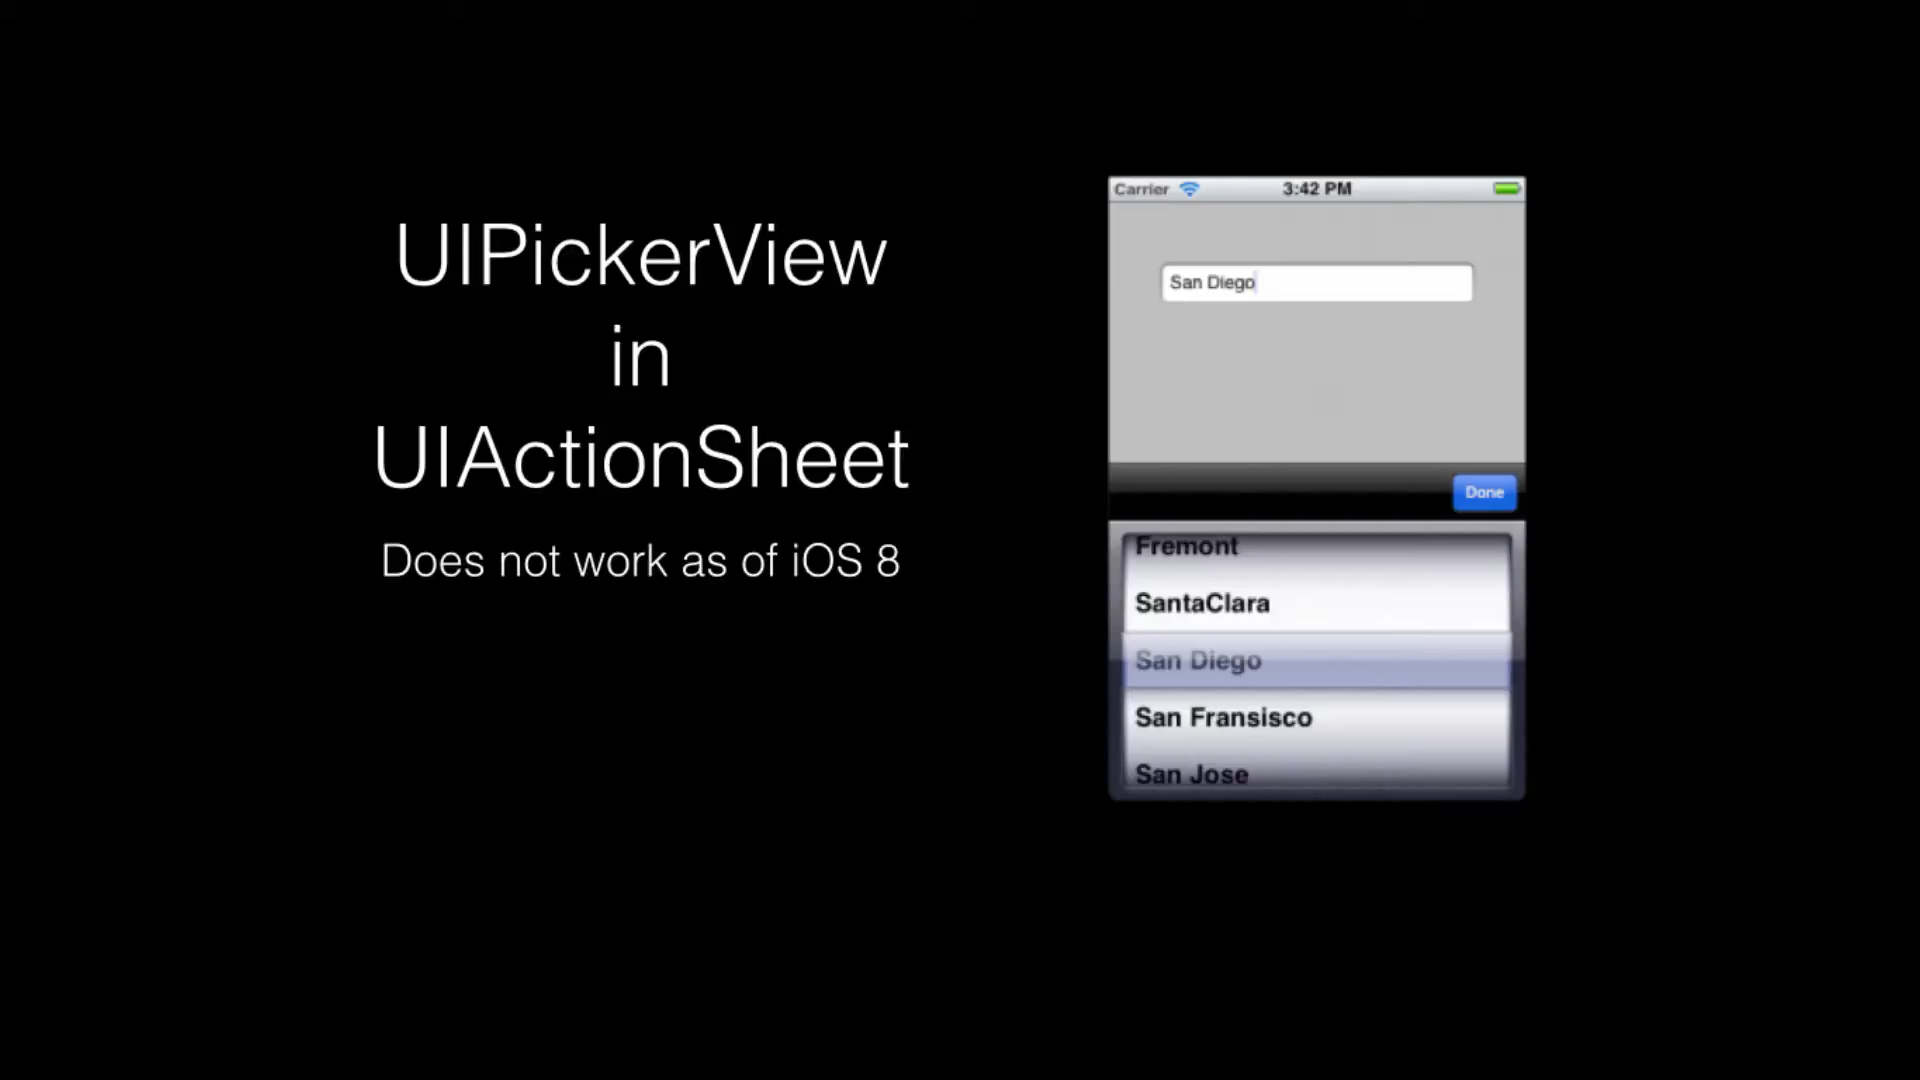 UIPickerView
in
UIActionSheet
Does not work as of iOS 8
Carrier 3:42 PM
San Diego
Done
Fremont
SantaClara
San Diego
San Fransisco
San Jose